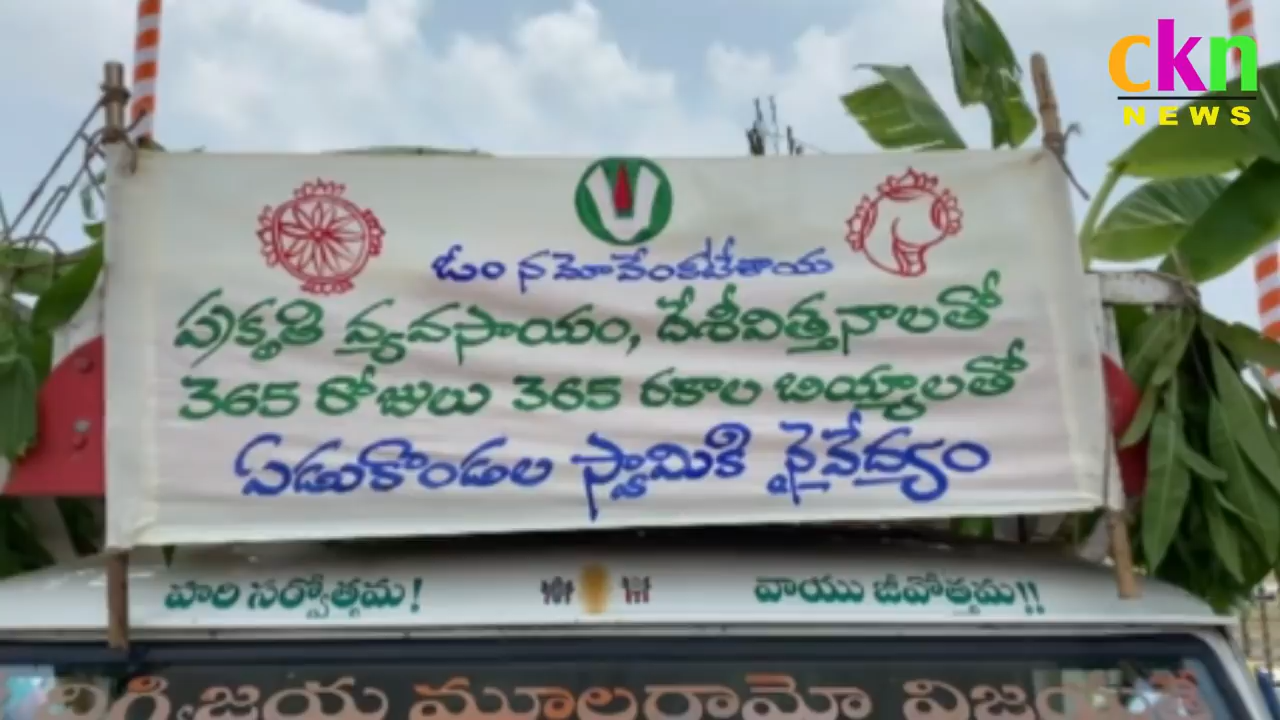 ckn
NEWS
ఓం నమోవేంకటేశాయ
ప్రకృతి వ్యవసాయం, దేశీవిత్తనాలతో
365 రోజులు 365 రకాల బియ్యాలతో
ఏడుకొండల స్వామికి నైవేద్యం
హరి సర్వోత్తమ! వాయు జీవోత్తమ!!
దిగ్విజయ మూలరామో విజయతే